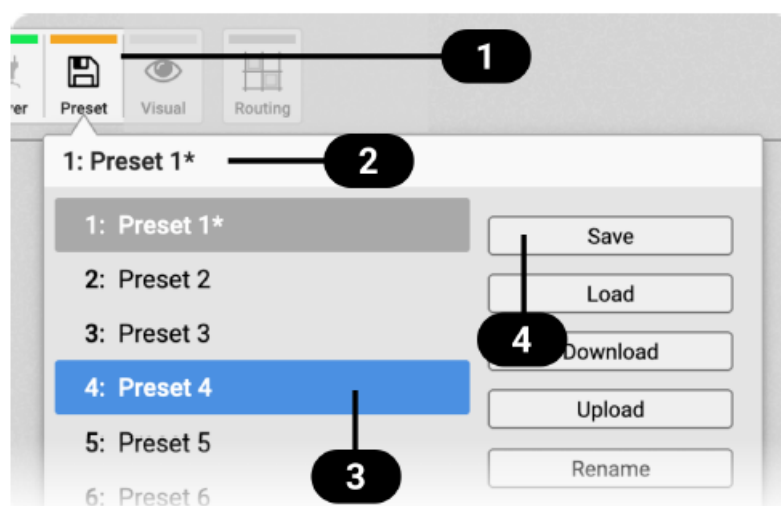 1
rer Preset Visual Routing
1: Preset 1*
2
1: Preset 1*
Save
2: Preset 2
Load
3: Preset 3
4
Download
4: Preset 4
Upload
5: Preset 5
3
Rename
6: Preset 6